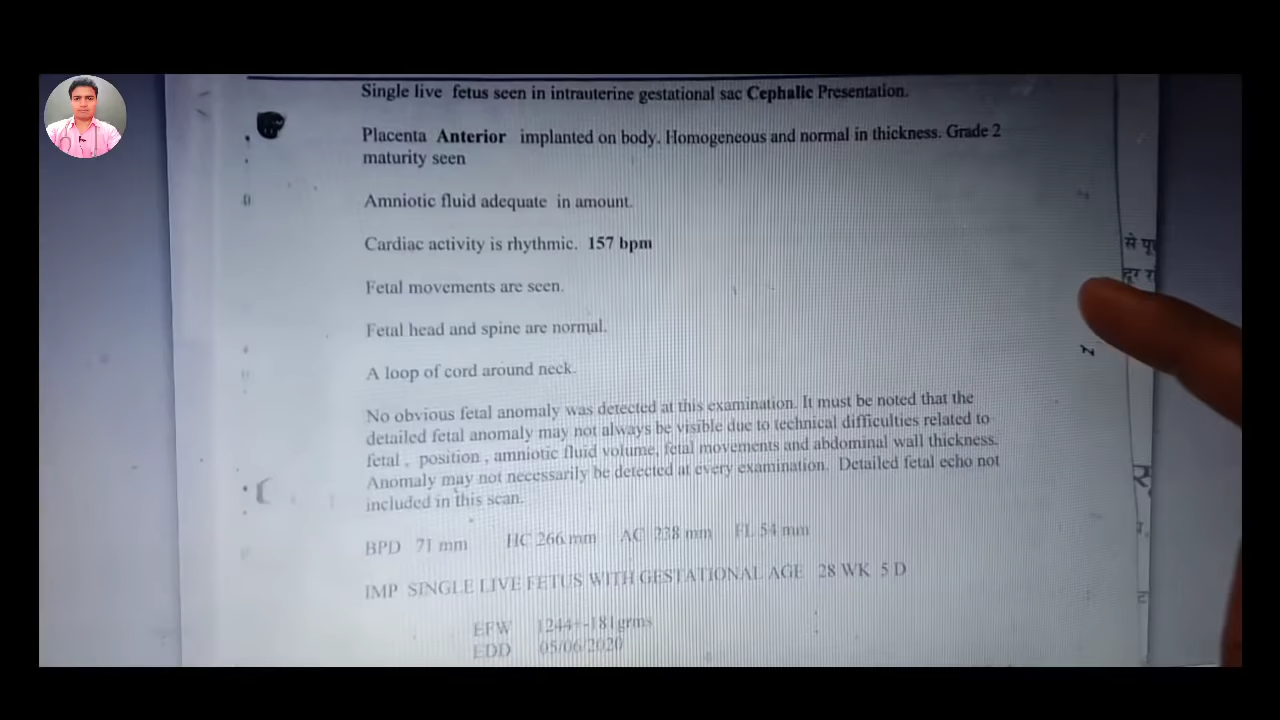 Single live fetus seen in intrauterine gestational sac Cephalic Presentation.
Placenta Anterior implanted on body. Homogeneous and normal in thickness. Grade 2
maturity seen
Amniotic fluid adequate in amount.
Cardiac activity is rhythmic. 157 bpm
Fetal movements are seen.
Fetal head and spine are normal.
A loop of cord around neck.
No obvious fetal anomaly was detected at this examination. It must be noted that the
detailed fetal anomaly may not always be visible due to technical difficulties related to
fetal , position , amniotic fluid volume, fetal movements and abdominal wall thickness.
Anomaly may not necessarily be detected at every examination. Detailed fetal echo not
included in this scan.
BPD 71 mm HC 266 mm AC 238 mm FL 54 mm
IMP SINGLE LIVE FETUS WITH GESTATIONAL AGE 28 WK 5 D
EFW 1244+-181grms
EDD 05/06/2020
से पू
दूर